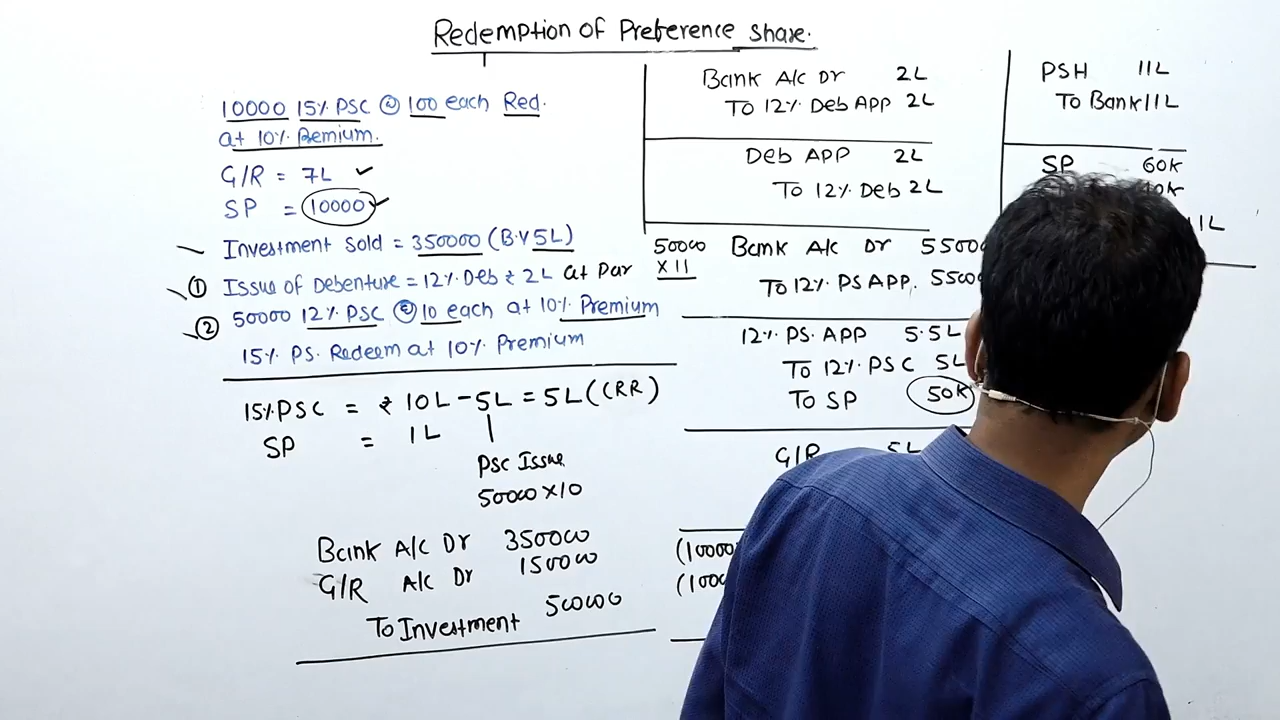 Redemption of Preference Share.
10000 15% PSC @ 100 each Red.
at 10% Premium.
G/R = 7L ✓
SP = 10000 ✓
Investment Sold = 350000 (B.V 5L)
① Issue of Debenture = 12% Deb ₹ 2L at Par
② 50000 12% PSC @ 10 each at 10% Premium
15% PS. Redeem at 10% Premium
15% PSC = ₹ 10L - 5L = 5L (CRR)
SP = 1L
PSC Issue
50000 X 10
Bank A/C Dr 350000
G/R A/C Dr 150000
To Investment 500000
Bank A/C Dr 2L
To 12% Deb APP 2L
Deb APP 2L
To 12% Deb 2L
50000
X 11
Bank A/C Dr
To 12% PS APP.
12% PS. APP 5.5L
To 12% PSC 5L
To SP 50K
G/R 5L
PSH 11L
To Bank 11L
SP 60K
1L